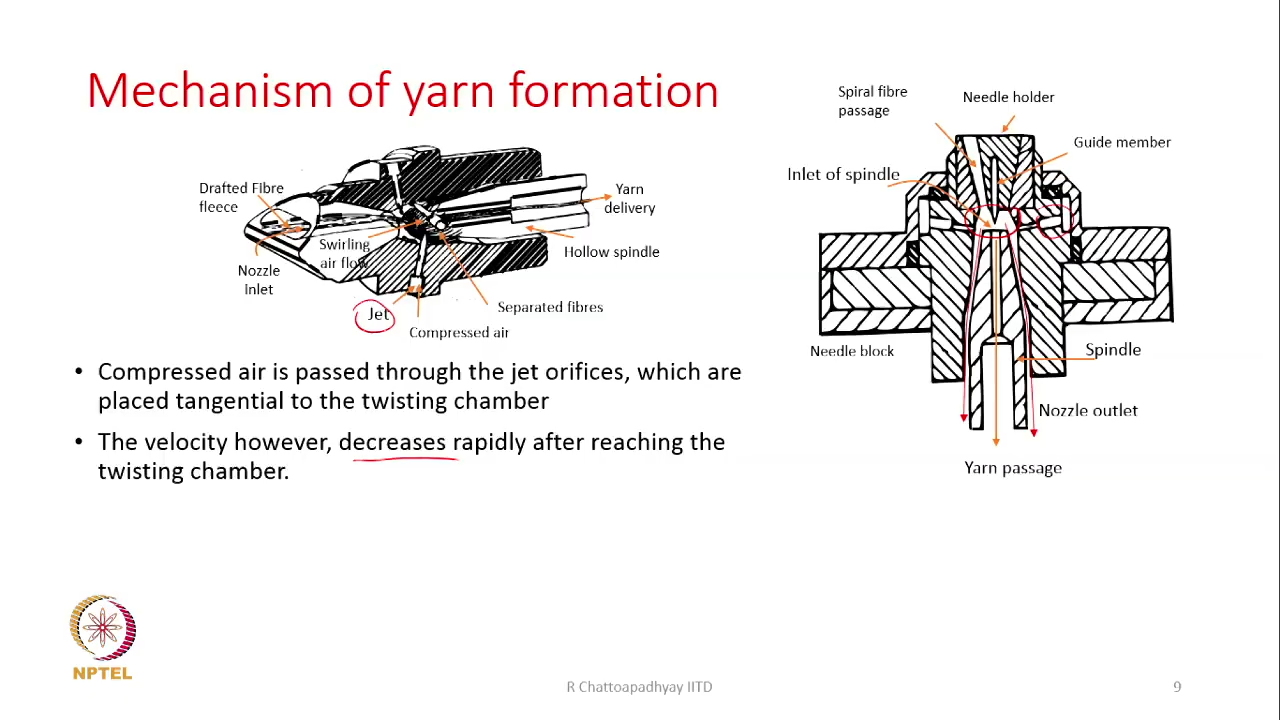 Mechanism of yarn formation
Drafted Fibre
fleece
Nozzle
Inlet
Swirling
air flow
Jet
Compressed air
Separated fibres
Hollow spindle
Yarn
delivery
Spiral fibre
passage
Needle holder
Guide member
Inlet of spindle
Needle block
Spindle
Nozzle outlet
Yarn passage
• Compressed air is passed through the jet orifices, which are
placed tangential to the twisting chamber
• The velocity however, decreases rapidly after reaching the
twisting chamber.
NPTEL
R Chattoapadhyay IITD
9